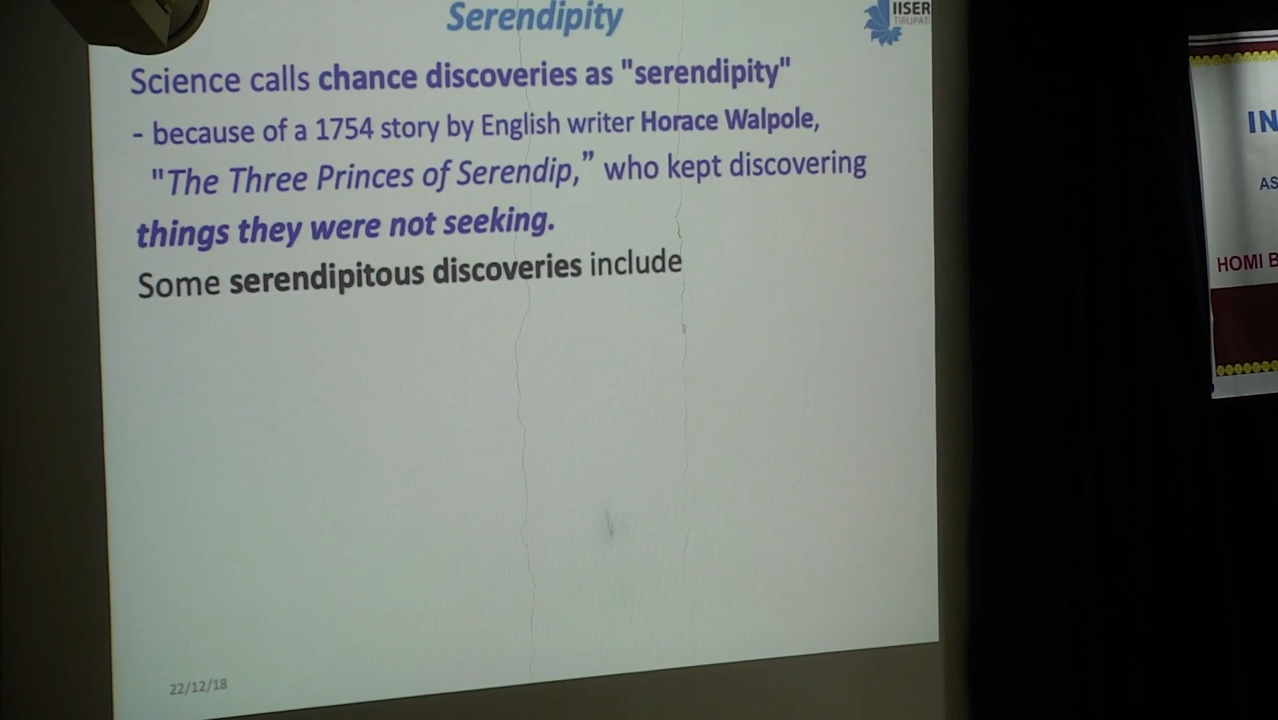 Serendipity
IISER
TIRUPATI
Science calls chance discoveries as "serendipity"
- because of a 1754 story by English writer Horace Walpole,
"The Three Princes of Serendip,” who kept discovering
things they were not seeking.
Some serendipitous discoveries include
22/12/18
IN
AS
HOMI B